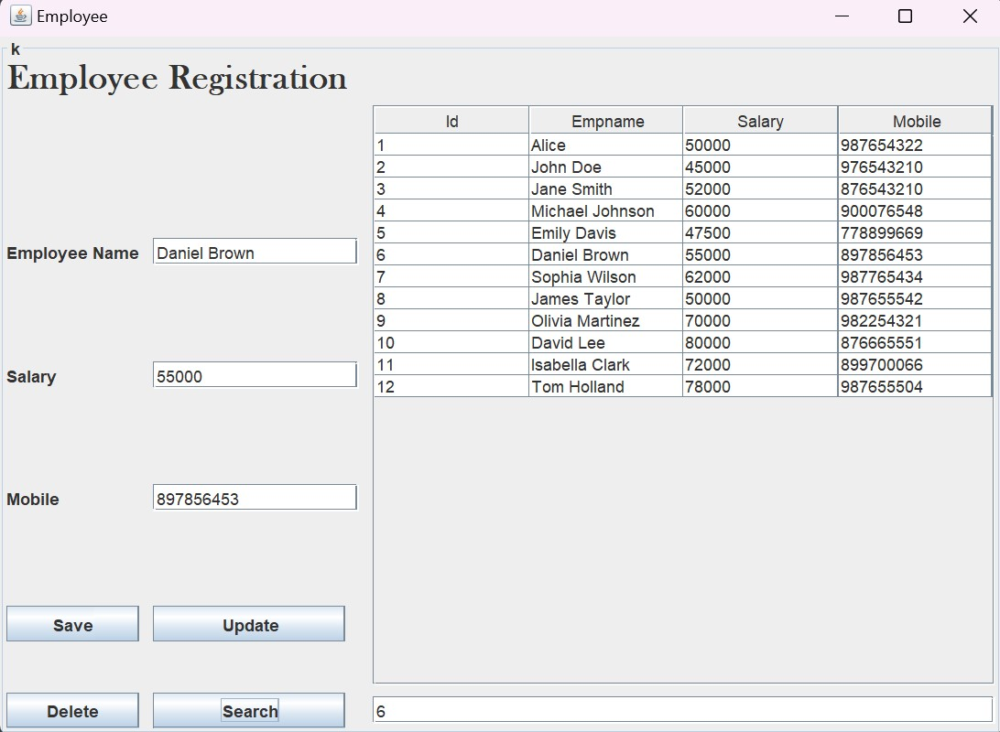 Employee
k
Employee Registration
Id Empname Salary Mobile
1 Alice 50000 987654322
2 John Doe 45000 976543210
3 Jane Smith 52000 876543210
4 Michael Johnson 60000 900076548
5 Emily Davis 47500 778899669
6 Daniel Brown 55000 897856453
7 Sophia Wilson 62000 987765434
8 James Taylor 50000 987655542
9 Olivia Martinez 70000 982254321
10 David Lee 80000 876665551
11 Isabella Clark 72000 899700066
12 Tom Holland 78000 987655504
Employee Name Daniel Brown
Salary 55000
Mobile 897856453
Save Update
Delete Search 6